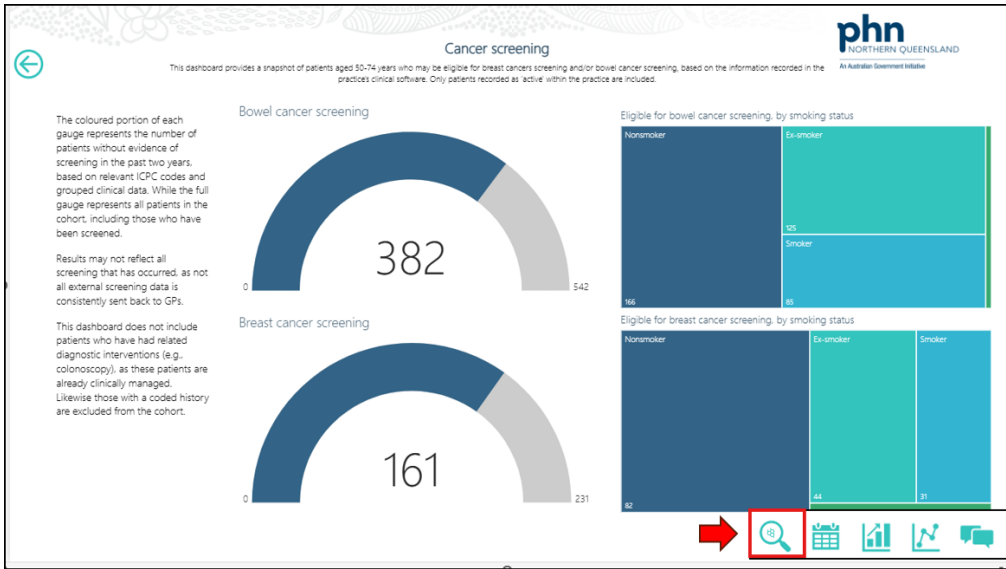 phn
NORTHERN QUEENSLAND
An Australian Government Initiative
Cancer screening
This dashboard provides a snapshot of patients aged 50-74 years who may be eligible for breast cancers screening and/or bowel cancer screening, based on the information recorded in the
practice's clinical software. Only patients recorded as 'active' within the practice are included.
The coloured portion of each
gauge represents the number of
patients without evidence of
screening in the past two years,
based on relevant ICPC codes and
grouped clinical data. While the full
gauge represents all patients in the
cohort, including those who have
been screened.
Results may not reflect all
screening that has occurred, as not
all external screening data is
consistently sent back to GPs.
This dashboard does not include
patients who have had related
diagnostic interventions (e.g.,
colonoscopy), as these patients are
already clinically managed.
Likewise those with a coded history
are excluded from the cohort.
Bowel cancer screening
382
0
542
Breast cancer screening
161
0
231
Eligible for bowel cancer screening, by smoking status
Nonsmoker
166
Ex-smoker
125
Smoker
85
Eligible for breast cancer screening, by smoking status
Nonsmoker
82
Ex-smoker
44
Smoker
31